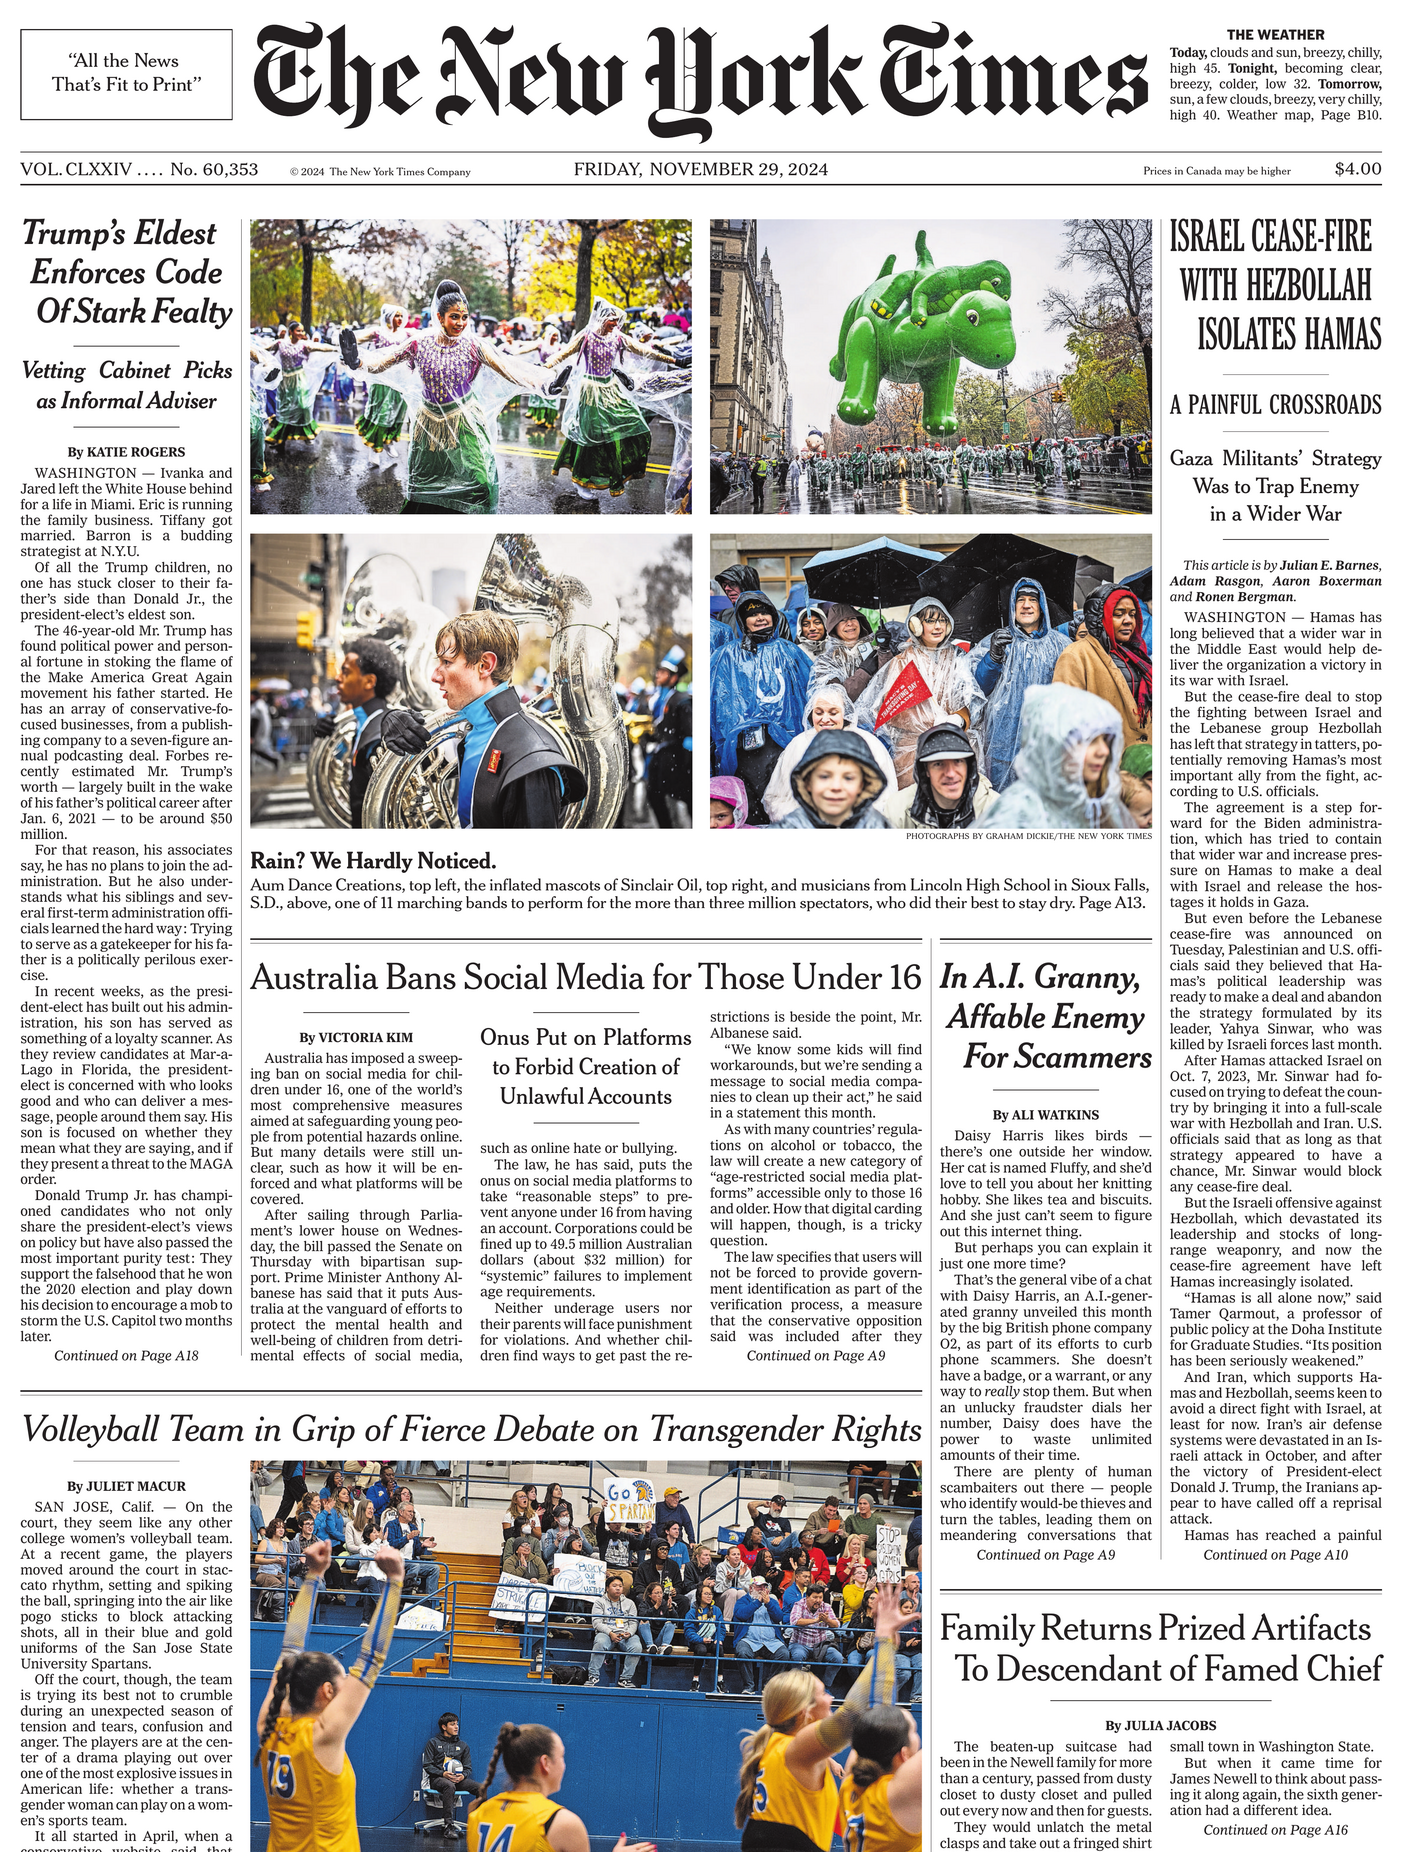 “All the News
That’s Fit to Print”
The New York Times
THE WEATHER
Today, clouds and sun, breezy, chilly,
high 45. Tonight, becoming clear,
breezy, colder, low 32. Tomorrow,
sun, a few clouds, breezy, very chilly,
high 40. Weather map, Page B10.
VOL. CLXXIV .... No. 60,353
© 2024 The New York Times Company
FRIDAY, NOVEMBER 29, 2024
Prices in Canada may be higher
$4.00
Trump’s Eldest
Enforces Code
Of Stark Fealty
Vetting Cabinet Picks
as Informal Adviser
By KATIE ROGERS
WASHINGTON — Ivanka and
Jared left the White House behind
for a life in Miami. Eric is running
the family business. Tiffany got
married. Barron is a budding
strategist at N.Y.U.
Of all the Trump children, no
one has stuck closer to their fa-
ther’s side than Donald Jr., the
president-elect’s eldest son.
The 46-year-old Mr. Trump has
found political power and person-
al fortune in stoking the flame of
the Make America Great Again
movement his father started. He
has an array of conservative-fo-
cused businesses, from a publish-
ing company to a seven-figure an-
nual podcasting deal. Forbes re-
cently estimated Mr. Trump’s
worth — largely built in the wake
of his father’s political career after
Jan. 6, 2021 — to be around $50
million.
For that reason, his associates
say, he has no plans to join the ad-
ministration. But he also under-
stands what his siblings and sev-
eral first-term administration offi-
cials learned the hard way: Trying
to serve as a gatekeeper for his fa-
ther is a politically perilous exer-
cise.
In recent weeks, as the presi-
dent-elect has built out his admin-
istration, his son has served as
something of a loyalty scanner. As
they review candidates at Mar-a-
Lago in Florida, the president-
elect is concerned with who looks
good and who can deliver a mes-
sage, people around them say. His
son is focused on whether they
mean what they are saying, and if
they present a threat to the MAGA
order.
Donald Trump Jr. has champi-
oned candidates who not only
share the president-elect’s views
on policy but have also passed the
most important purity test: They
support the falsehood that he won
the 2020 election and play down
his decision to encourage a mob to
storm the U.S. Capitol two months
later.
Continued on Page A18
MACY'S
THANKSGIVING DAY
PARADE
PHOTOGRAPHS BY GRAHAM DICKIE/THE NEW YORK TIMES
Rain? We Hardly Noticed.
Aum Dance Creations, top left, the inflated mascots of Sinclair Oil, top right, and musicians from Lincoln High School in Sioux Falls,
S.D., above, one of 11 marching bands to perform for the more than three million spectators, who did their best to stay dry. Page A13.
Australia Bans Social Media for Those Under 16
By VICTORIA KIM
Australia has imposed a sweep-
ing ban on social media for chil-
dren under 16, one of the world’s
most comprehensive measures
aimed at safeguarding young peo-
ple from potential hazards online.
But many details were still un-
clear, such as how it will be en-
forced and what platforms will be
covered.
After sailing through Parlia-
ment’s lower house on Wednes-
day, the bill passed the Senate on
Thursday with bipartisan sup-
port. Prime Minister Anthony Al-
banese has said that it puts Aus-
tralia at the vanguard of efforts to
protect the mental health and
well-being of children from detri-
mental effects of social media,
Onus Put on Platforms
to Forbid Creation of
Unlawful Accounts
such as online hate or bullying.
The law, he has said, puts the
onus on social media platforms to
take “reasonable steps” to pre-
vent anyone under 16 from having
an account. Corporations could be
fined up to 49.5 million Australian
dollars (about $32 million) for
“systemic” failures to implement
age requirements.
Neither underage users nor
their parents will face punishment
for violations. And whether chil-
dren find ways to get past the re-
strictions is beside the point, Mr.
Albanese said.
“We know some kids will find
workarounds, but we’re sending a
message to social media compa-
nies to clean up their act,” he said
in a statement this month.
As with many countries’ regula-
tions on alcohol or tobacco, the
law will create a new category of
“age-restricted social media plat-
forms” accessible only to those 16
and older. How that digital carding
will happen, though, is a tricky
question.
The law specifies that users will
not be forced to provide govern-
ment identification as part of the
verification process, a measure
that the conservative opposition
said was included after they
Continued on Page A9
In A.I. Granny,
Affable Enemy
For Scammers
By ALI WATKINS
Daisy Harris likes birds —
there’s one outside her window.
Her cat is named Fluffy, and she’d
love to tell you about her knitting
hobby. She likes tea and biscuits.
And she just can’t seem to figure
out this internet thing.
But perhaps you can explain it
just one more time?
That’s the general vibe of a chat
with Daisy Harris, an A.I.-gener-
ated granny unveiled this month
by the big British phone company
O2, as part of its efforts to curb
phone scammers. She doesn’t
have a badge, or a warrant, or any
way to really stop them. But when
an unlucky fraudster dials her
number, Daisy does have the
power to waste unlimited
amounts of their time.
There are plenty of human
scambaiters out there — people
who identify would-be thieves and
turn the tables, leading them on
meandering conversations that
Continued on Page A9
ISRAEL CEASE-FIRE
WITH HEZBOLLAH
ISOLATES HAMAS
A PAINFUL CROSSROADS
Gaza Militants’ Strategy
Was to Trap Enemy
in a Wider War
This article is by Julian E. Barnes,
Adam Rasgon, Aaron Boxerman
and Ronen Bergman.
WASHINGTON — Hamas has
long believed that a wider war in
the Middle East would help de-
liver the organization a victory in
its war with Israel.
But the cease-fire deal to stop
the fighting between Israel and
the Lebanese group Hezbollah
has left that strategy in tatters, po-
tentially removing Hamas’s most
important ally from the fight, ac-
cording to U.S. officials.
The agreement is a step for-
ward for the Biden administra-
tion, which has tried to contain
that wider war and increase pres-
sure on Hamas to make a deal
with Israel and release the hos-
tages it holds in Gaza.
But even before the Lebanese
cease-fire was announced on
Tuesday, Palestinian and U.S. offi-
cials said they believed that Ha-
mas’s political leadership was
ready to make a deal and abandon
the strategy formulated by its
leader, Yahya Sinwar, who was
killed by Israeli forces last month.
After Hamas attacked Israel on
Oct. 7, 2023, Mr. Sinwar had fo-
cused on trying to defeat the coun-
try by bringing it into a full-scale
war with Hezbollah and Iran. U.S.
officials said that as long as that
strategy appeared to have a
chance, Mr. Sinwar would block
any cease-fire deal.
But the Israeli offensive against
Hezbollah, which devastated its
leadership and stocks of long-
range weaponry, and now the
cease-fire agreement have left
Hamas increasingly isolated.
“Hamas is all alone now,” said
Tamer Qarmout, a professor of
public policy at the Doha Institute
for Graduate Studies. “Its position
has been seriously weakened.”
And Iran, which supports Ha-
mas and Hezbollah, seems keen to
avoid a direct fight with Israel, at
least for now. Iran’s air defense
systems were devastated in an Is-
raeli attack in October, and after
the victory of President-elect
Donald J. Trump, the Iranians ap-
pear to have called off a reprisal
attack.
Hamas has reached a painful
Continued on Page A10
Volleyball Team in Grip of Fierce Debate on Transgender Rights
By JULIET MACUR
SAN JOSE, Calif. — On the
court, they seem like any other
college women’s volleyball team.
At a recent game, the players
moved around the court in stac-
cato rhythm, setting and spiking
the ball, springing into the air like
pogo sticks to block attacking
shots, all in their blue and gold
uniforms of the San Jose State
University Spartans.
Off the court, though, the team
is trying its best not to crumble
during an unexpected season of
tension and tears, confusion and
anger. The players are at the cen-
ter of a drama playing out over
one of the most explosive issues in
American life: whether a trans-
gender woman can play on a wom-
en’s sports team.
It all started in April, when a
conservative website said that
GO
SPARTANS
STOP
WOMEN
GIRLS
STRUGGLE
19
14
Family Returns Prized Artifacts
To Descendant of Famed Chief
By JULIA JACOBS
The beaten-up suitcase had
been in the Newell family for more
than a century, passed from dusty
closet to dusty closet and pulled
out every now and then for guests.
They would unlatch the metal
clasps and take out a fringed shirt
small town in Washington State.
But when it came time for
James Newell to think about pass-
ing it along again, the sixth gener-
ation had a different idea.
Continued on Page A16